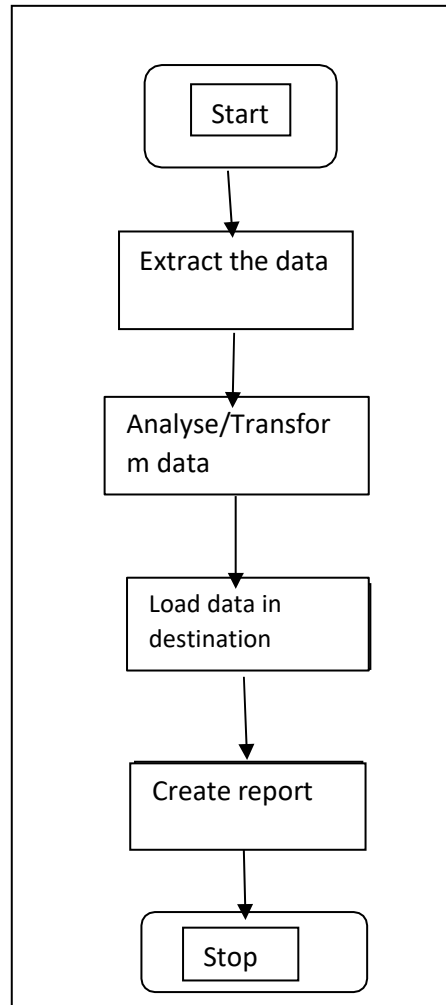 Start
Extract the data
Analyse/Transfor
m data
Load data in
destination
Create report
Stop